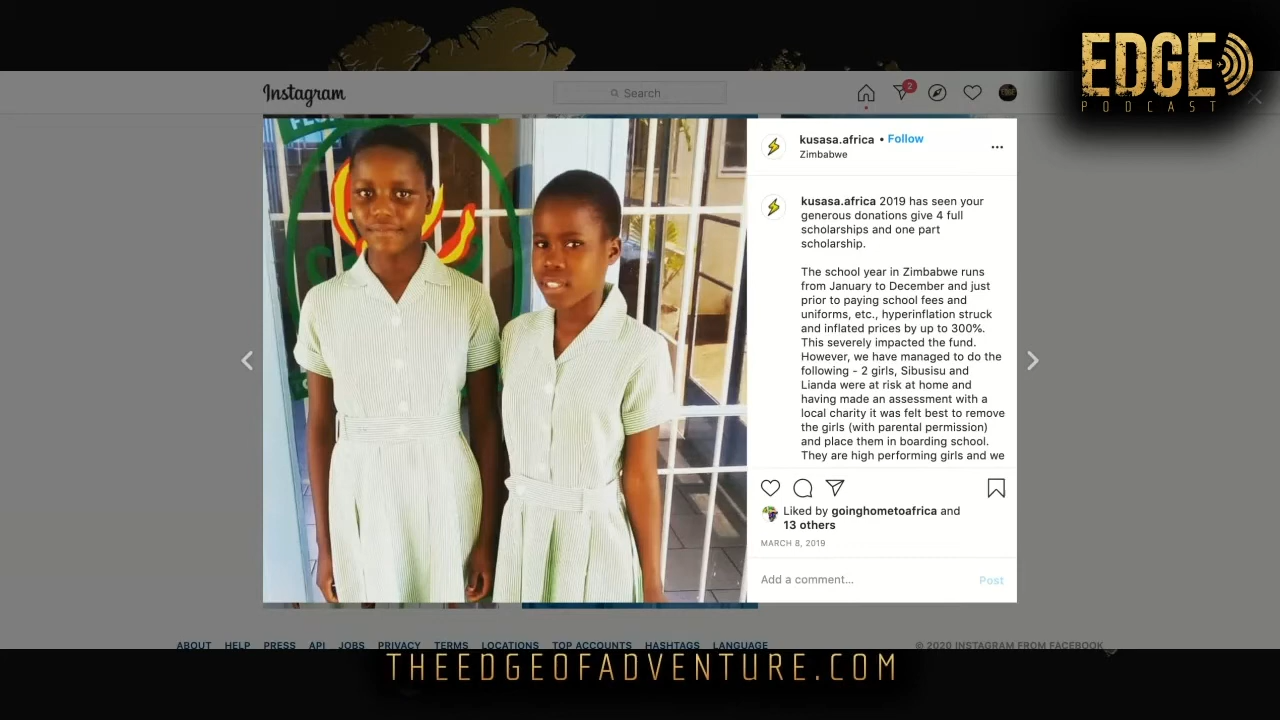 EDGE
PODCAST
Instagram
Search
2
kusasa.africa • Follow
Zimbabwe
kusasa.africa 2019 has seen your
generous donations give 4 full
scholarships and one part
scholarship.
The school year in Zimbabwe runs
from January to December and just
prior to paying school fees and
uniforms, etc., hyperinflation struck
and inflated prices by up to 300%.
This severely impacted the fund.
However, we have managed to do the
following - 2 girls, Sibusisu and
Lianda were at risk at home and
having made an assessment with a
local charity it was felt best to remove
the girls (with parental permission)
and place them in boarding school.
They are high performing girls and we
Liked by goinghometoafrica and
13 others
MARCH 8, 2019
Add a comment...
Post
ABOUT HELP PRESS API JOBS PRIVACY TERMS LOCATIONS TOP ACCOUNTS HASHTAGS LANGUAGE
© 2020 INSTAGRAM FROM FACEBOOK
THEEDGEOFADVENTURE.COM